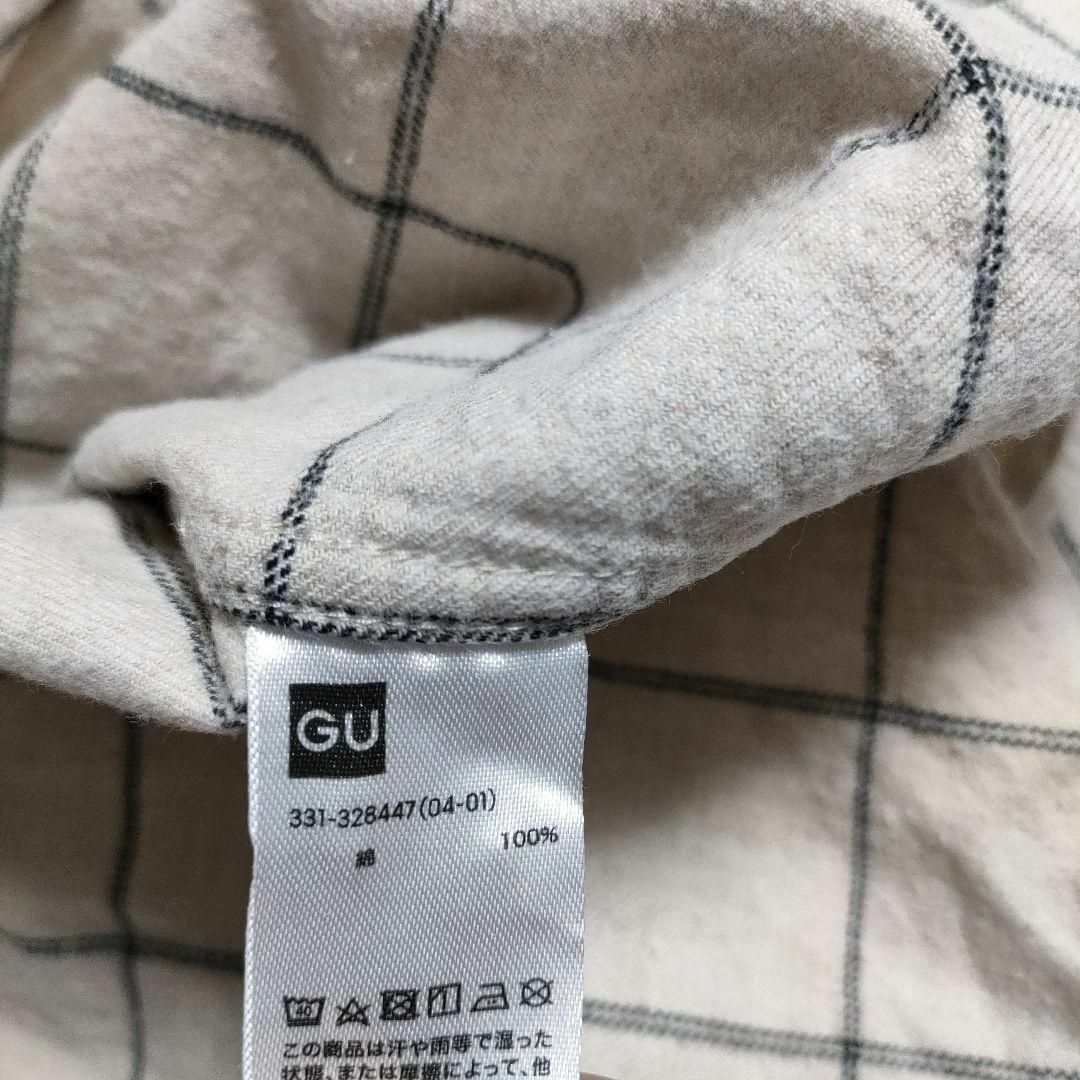 GU
331-328447(04-01)
綿 100%
40
この商品は汗や雨等で湿った
状態、または摩擦によって、他